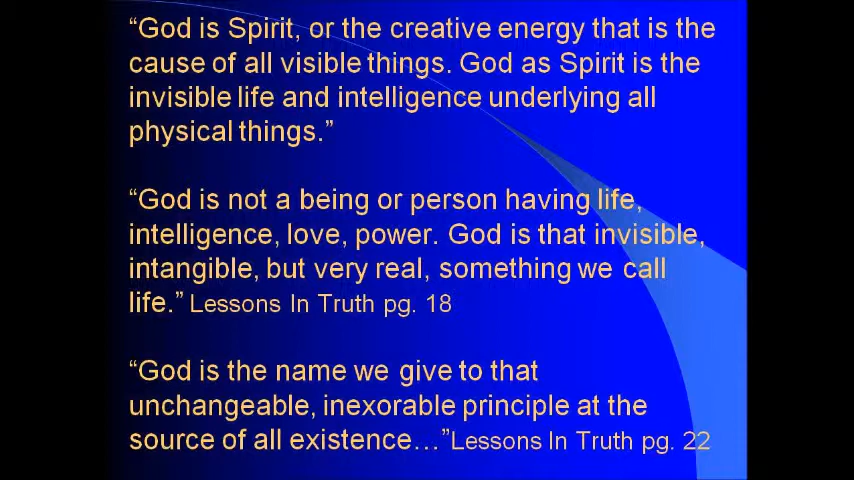 “God is Spirit, or the creative energy that is the
cause of all visible things. God as Spirit is the
invisible life and intelligence underlying all
physical things.”
“God is not a being or person having life,
intelligence, love, power. God is that invisible,
intangible, but very real, something we call
life.” Lessons In Truth pg. 18
“God is the name we give to that
unchangeable, inexorable principle at the
source of all existence…”Lessons In Truth pg. 22